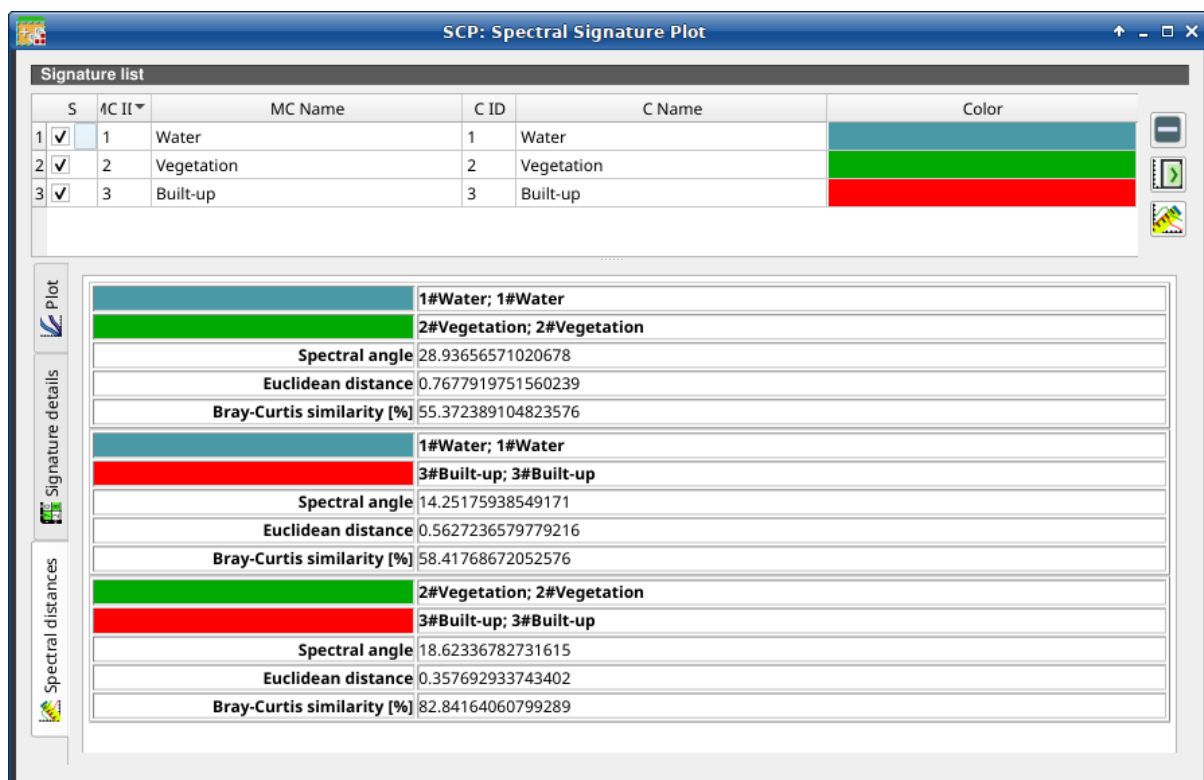 SCP: Spectral Signature Plot
Signature list
S MC ID MC Name C ID C Name Color
1 1 Water 1 Water
2 2 Vegetation 2 Vegetation
3 3 Built-up 3 Built-up
Plot
Signature details
Spectral distances
1#Water; 1#Water
2#Vegetation; 2#Vegetation
Spectral angle 28.93656571020678
Euclidean distance 0.7677919751560239
Bray-Curtis similarity [%] 55.372389104823576
1#Water; 1#Water
3#Built-up; 3#Built-up
Spectral angle 14.25175938549171
Euclidean distance 0.5627236579779216
Bray-Curtis similarity [%] 58.41768672052576
2#Vegetation; 2#Vegetation
3#Built-up; 3#Built-up
Spectral angle 18.62336782731615
Euclidean distance 0.357692933743402
Bray-Curtis similarity [%] 82.84164060799289